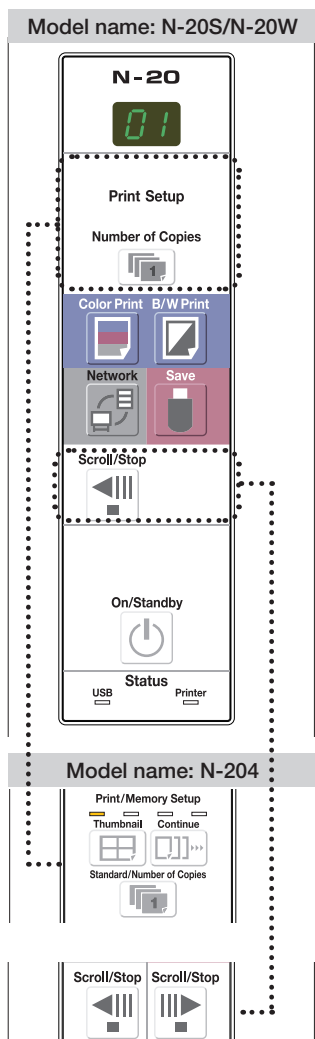 Model name: N-20S/N-20W
N-20
01
Print Setup
Number of Copies
1
Color Print B/W Print
Network Save
Scroll/Stop
On/Standby
Status
USB Printer
Model name: N-204
Print/Memory Setup
Thumbnail Continue
Standard/Number of Copies
1
Scroll/Stop Scroll/Stop